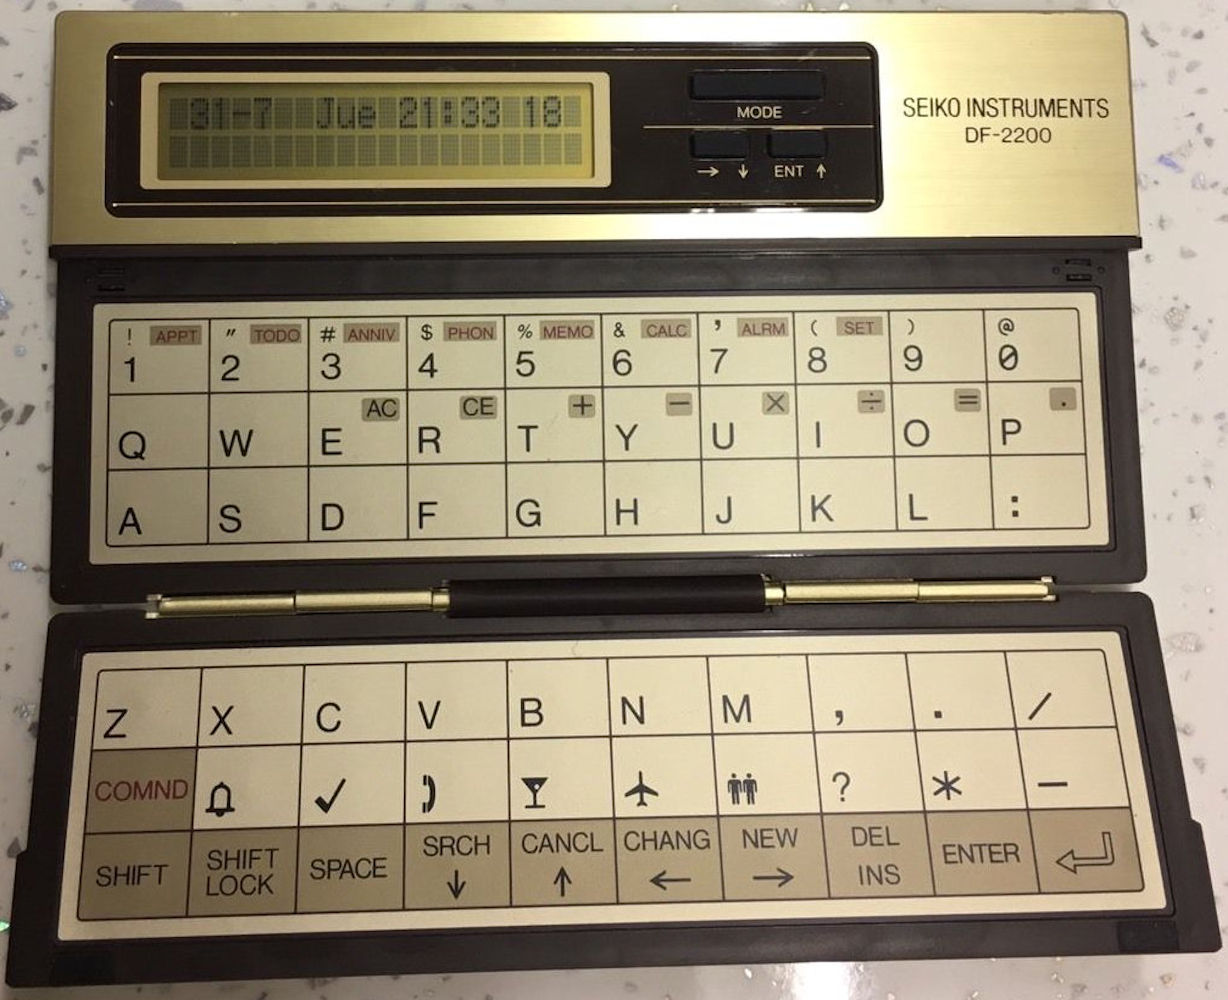 31-7 Jue 21:33 18
MODE
→ ↓ ENT ↑
SEIKO INSTRUMENTS
DF-2200
! APPT " TODO # ANNIV $ PHON % MEMO & CALC ' ALRM ( SET ) @
1 2 3 4 5 6 7 8 9 0
AC CE + − × ÷ = .
Q W E R T Y U I O P
A S D F G H J K L :
Z X C V B N M , . /
COMND ? * −
SHIFT SHIFT LOCK SPACE SRCH ↓ CANCL ↑ CHANG ← NEW → DEL INS ENTER